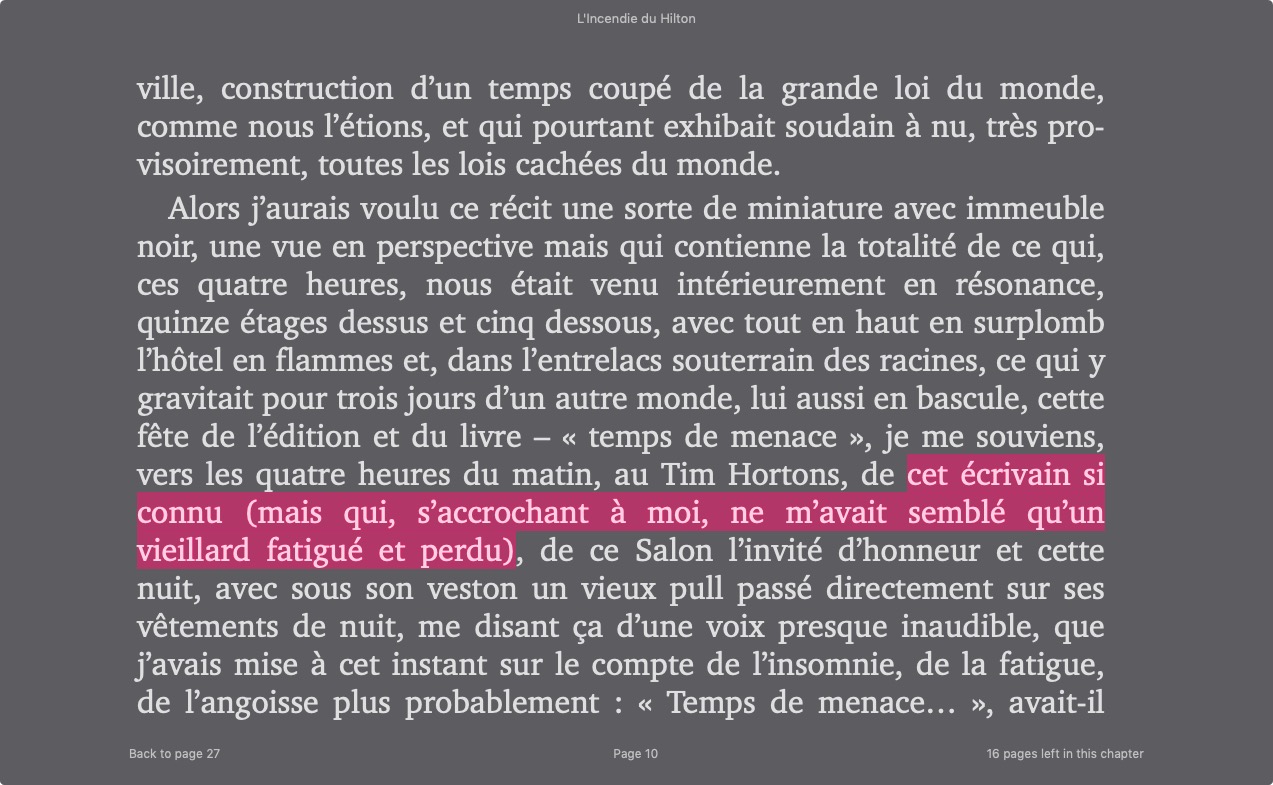 L'Incendie du Hilton
ville, construction d’un temps coupé de la grande loi du monde,
comme nous l’étions, et qui pourtant exhibait soudain à nu, très pro-
visoirement, toutes les lois cachées du monde.
Alors j’aurais voulu ce récit une sorte de miniature avec immeuble
noir, une vue en perspective mais qui contienne la totalité de ce qui,
ces quatre heures, nous était venu intérieurement en résonance,
quinze étages dessus et cinq dessous, avec tout en haut en surplomb
l’hôtel en flammes et, dans l’entrelacs souterrain des racines, ce qui y
gravitait pour trois jours d’un autre monde, lui aussi en bascule, cette
fête de l’édition et du livre – « temps de menace », je me souviens,
vers les quatre heures du matin, au Tim Hortons, de cet écrivain si
connu (mais qui, s’accrochant à moi, ne m’avait semblé qu’un
vieillard fatigué et perdu), de ce Salon l’invité d’honneur et cette
nuit, avec sous son veston un vieux pull passé directement sur ses
vêtements de nuit, me disant ça d’une voix presque inaudible, que
j’avais mise à cet instant sur le compte de l’insomnie, de la fatigue,
de l’angoisse plus probablement : « Temps de menace… », avait-il
Back to page 27
Page 10
16 pages left in this chapter